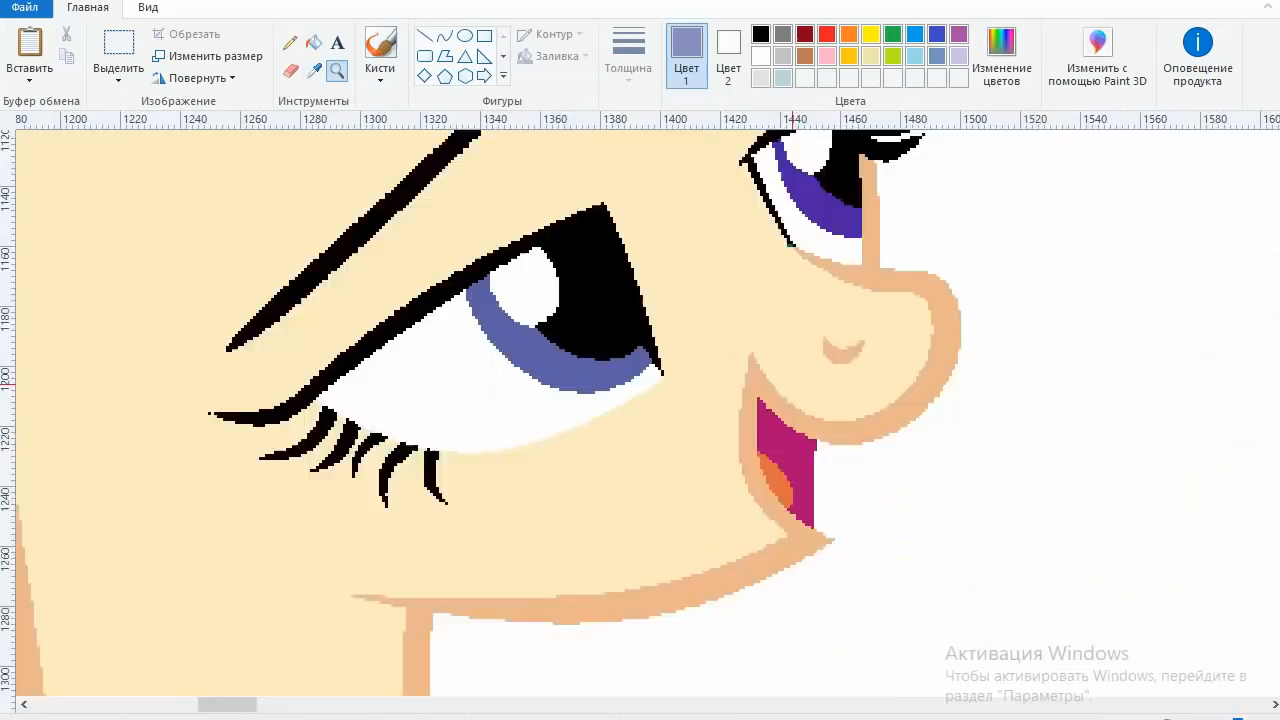 Файл Главная Вид
Вставить
Буфер обмена
Выделить
Обрезать
Изменить размер
Повернуть
Изображение
A
Инструменты
Кисти
Контур
Заливка
Фигуры
Толщина
Цвет
1
Цвет
2
Изменение
цветов
Цвета
Изменить с
помощью Paint 3D
Оповещение
продукта
80 1200 1220 1240 1260 1280 1300 1320 1340 1360 1380 1400 1420 1440 1460 1480 1500 1520 1540 1560 1580 160
112
1140
1160
1180
1200
1220
1240
1260
1280
1300
Активация Windows
Чтобы активировать Windows, перейдите в
раздел "Параметры".